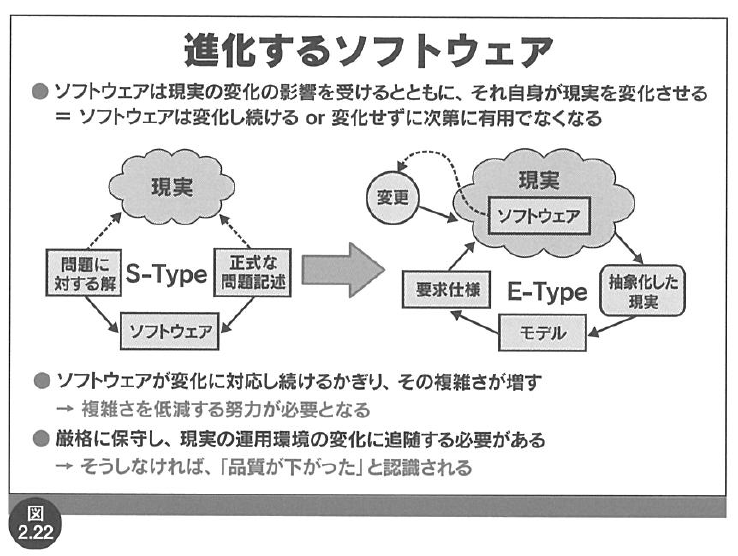 進化するソフトウェア
● ソフトウェアは現実の変化の影響を受けるとともに、それ自身が現実を変化させる
= ソフトウェアは変化し続ける or 変化せずに次第に有用でなくなる
現実
問題に
対する解
S-Type
正式な
問題記述
ソフトウェア
変更
現実
ソフトウェア
要求仕様
E-Type
抽象化した
現実
モデル
● ソフトウェアが変化に対応し続けるかぎり、その複雑さが増す
→ 複雑さを低減する努力が必要となる
● 厳格に保守し、現実の運用環境の変化に追随する必要がある
→ そうしなければ、「品質が下がった」と認識される
図
2.22